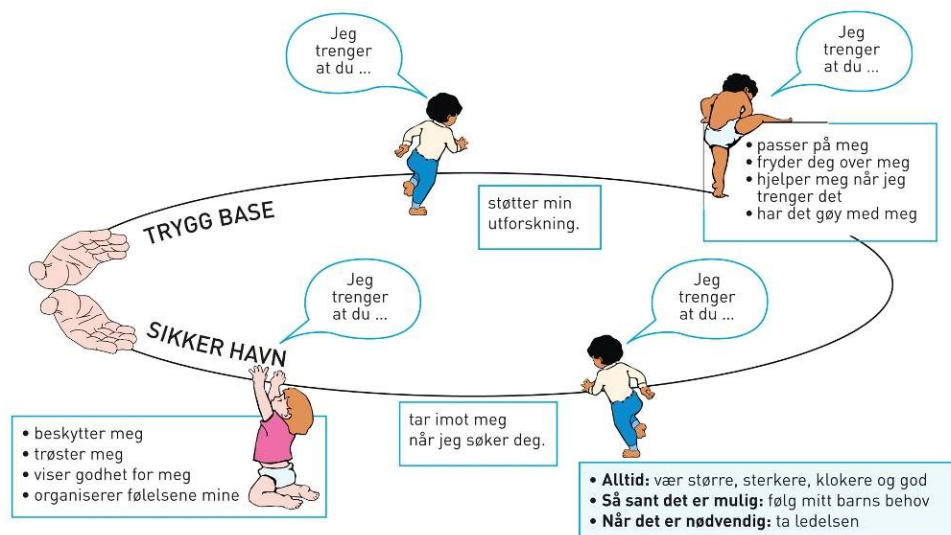 Jeg
trenger
at du ...
Jeg
trenger
at du ...
• passer på meg
• fryder deg over meg
• hjelper meg når jeg
trenger det
• har det gøy med meg
støtter min
utforskning.
TRYGG BASE
SIKKER HAVN
Jeg
trenger
at du ...
Jeg
trenger
at du ...
• beskytter meg
• trøster meg
• viser godhet for meg
• organiserer følelsene mine
tar imot meg
når jeg søker deg.
• Alltid: vær større, sterkere, klokere og god
• Så sant det er mulig: følg mitt barns behov
• Når det er nødvendig: ta ledelsen